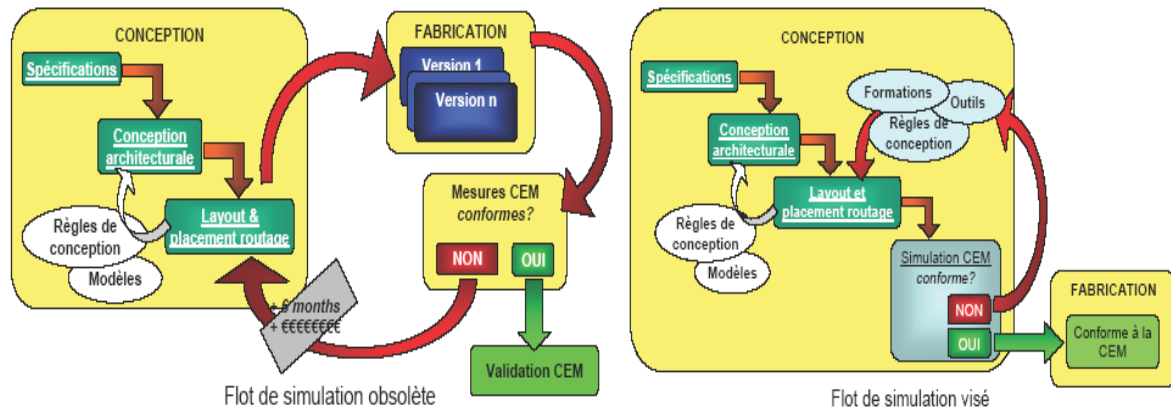 CONCEPTION
Spécifications
Conception
architecturale
Layout &
placement routage
Règles de
conception
Modèles
FABRICATION
Version 1
Version n
Mesures CEM
conformes?
NON
OUI
+ 6 months
+ €€€€€€€€
Validation CEM
Flot de simulation obsolète
CONCEPTION
Spécifications
Conception
architecturale
Layout et
placement routage
Règles de
conception
Modèles
Formations
Outils
Règles de
conception
Simulation CEM
conforme?
NON
OUI
FABRICATION
Conforme à la
CEM
Flot de simulation visé